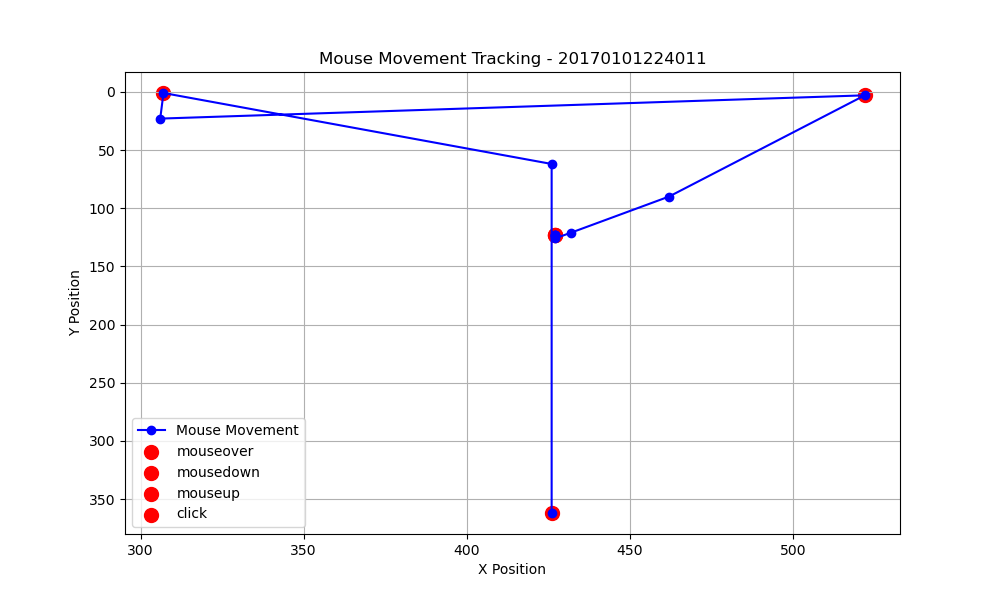 Mouse Movement Tracking - 20170101224011
0
50
100
150
200
250
300
350
Y Position
Mouse Movement
mouseover
mousedown
mouseup
click
300
350
400
450
500
X Position